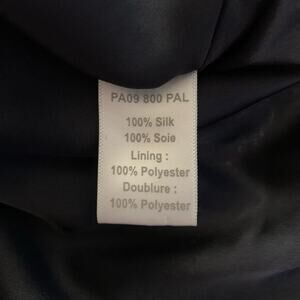 PA09 800 PAL
100% Silk
100% Soie
Lining :
100% Polyester
Doublure :
100% Polyester